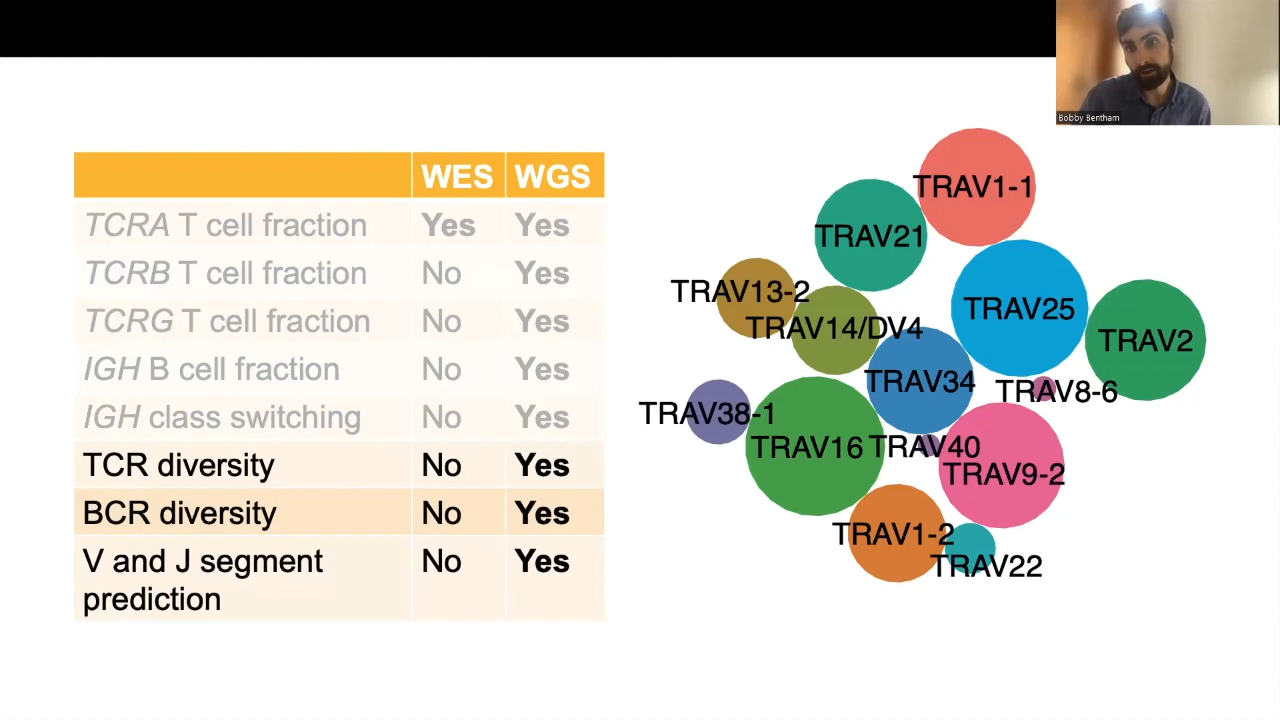 Bobby Bentham
WES WGS
TCRA T cell fraction Yes Yes
TCRB T cell fraction No Yes
TCRG T cell fraction No Yes
IGH B cell fraction No Yes
IGH class switching No Yes
TCR diversity No Yes
BCR diversity No Yes
V and J segment No Yes
prediction
TRAV1-1
TRAV21
TRAV13-2
TRAV25
TRAV14/DV4
TRAV2
TRAV34
TRAV8-6
TRAV38-1
TRAV16
TRAV40
TRAV9-2
TRAV1-2
TRAV22